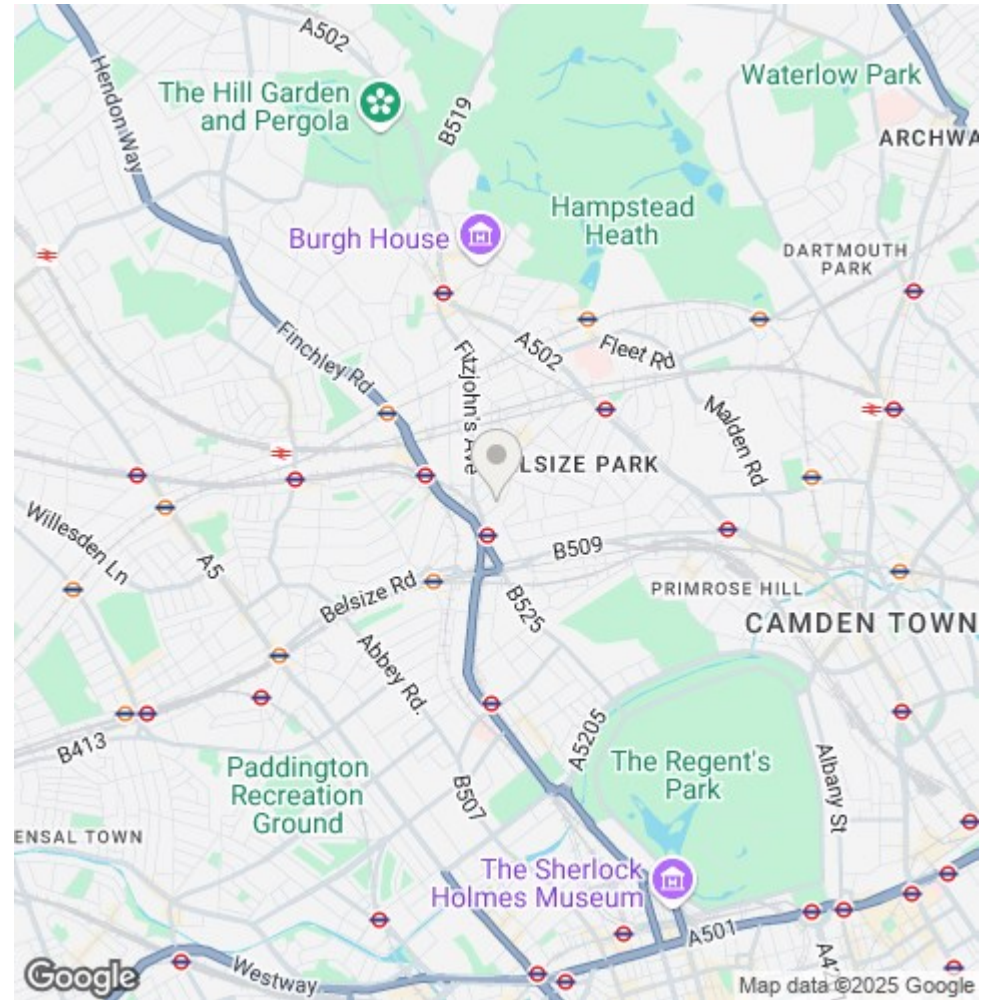 A502
Hendon Way
The Hill Garden
and Pergola
B519
Waterlow Park
ARCHWA
Hampstead
Heath
Burgh House
DARTMOUTH
PARK
Finchley Rd
Fitzjohn's Ave
A502
Fleet Rd
Malden Rd
LSIZE PARK
Willesden Ln
A5
B509
Belsize Rd
B525
PRIMROSE HILL
CAMDEN TOWN
Abbey Rd.
B413
A5205
Paddington
Recreation
Ground
B507
The Regent's
Park
Albany St
ENSAL TOWN
The Sherlock
Holmes Museum
A501
Westway
Google
Map data ©2025 Google